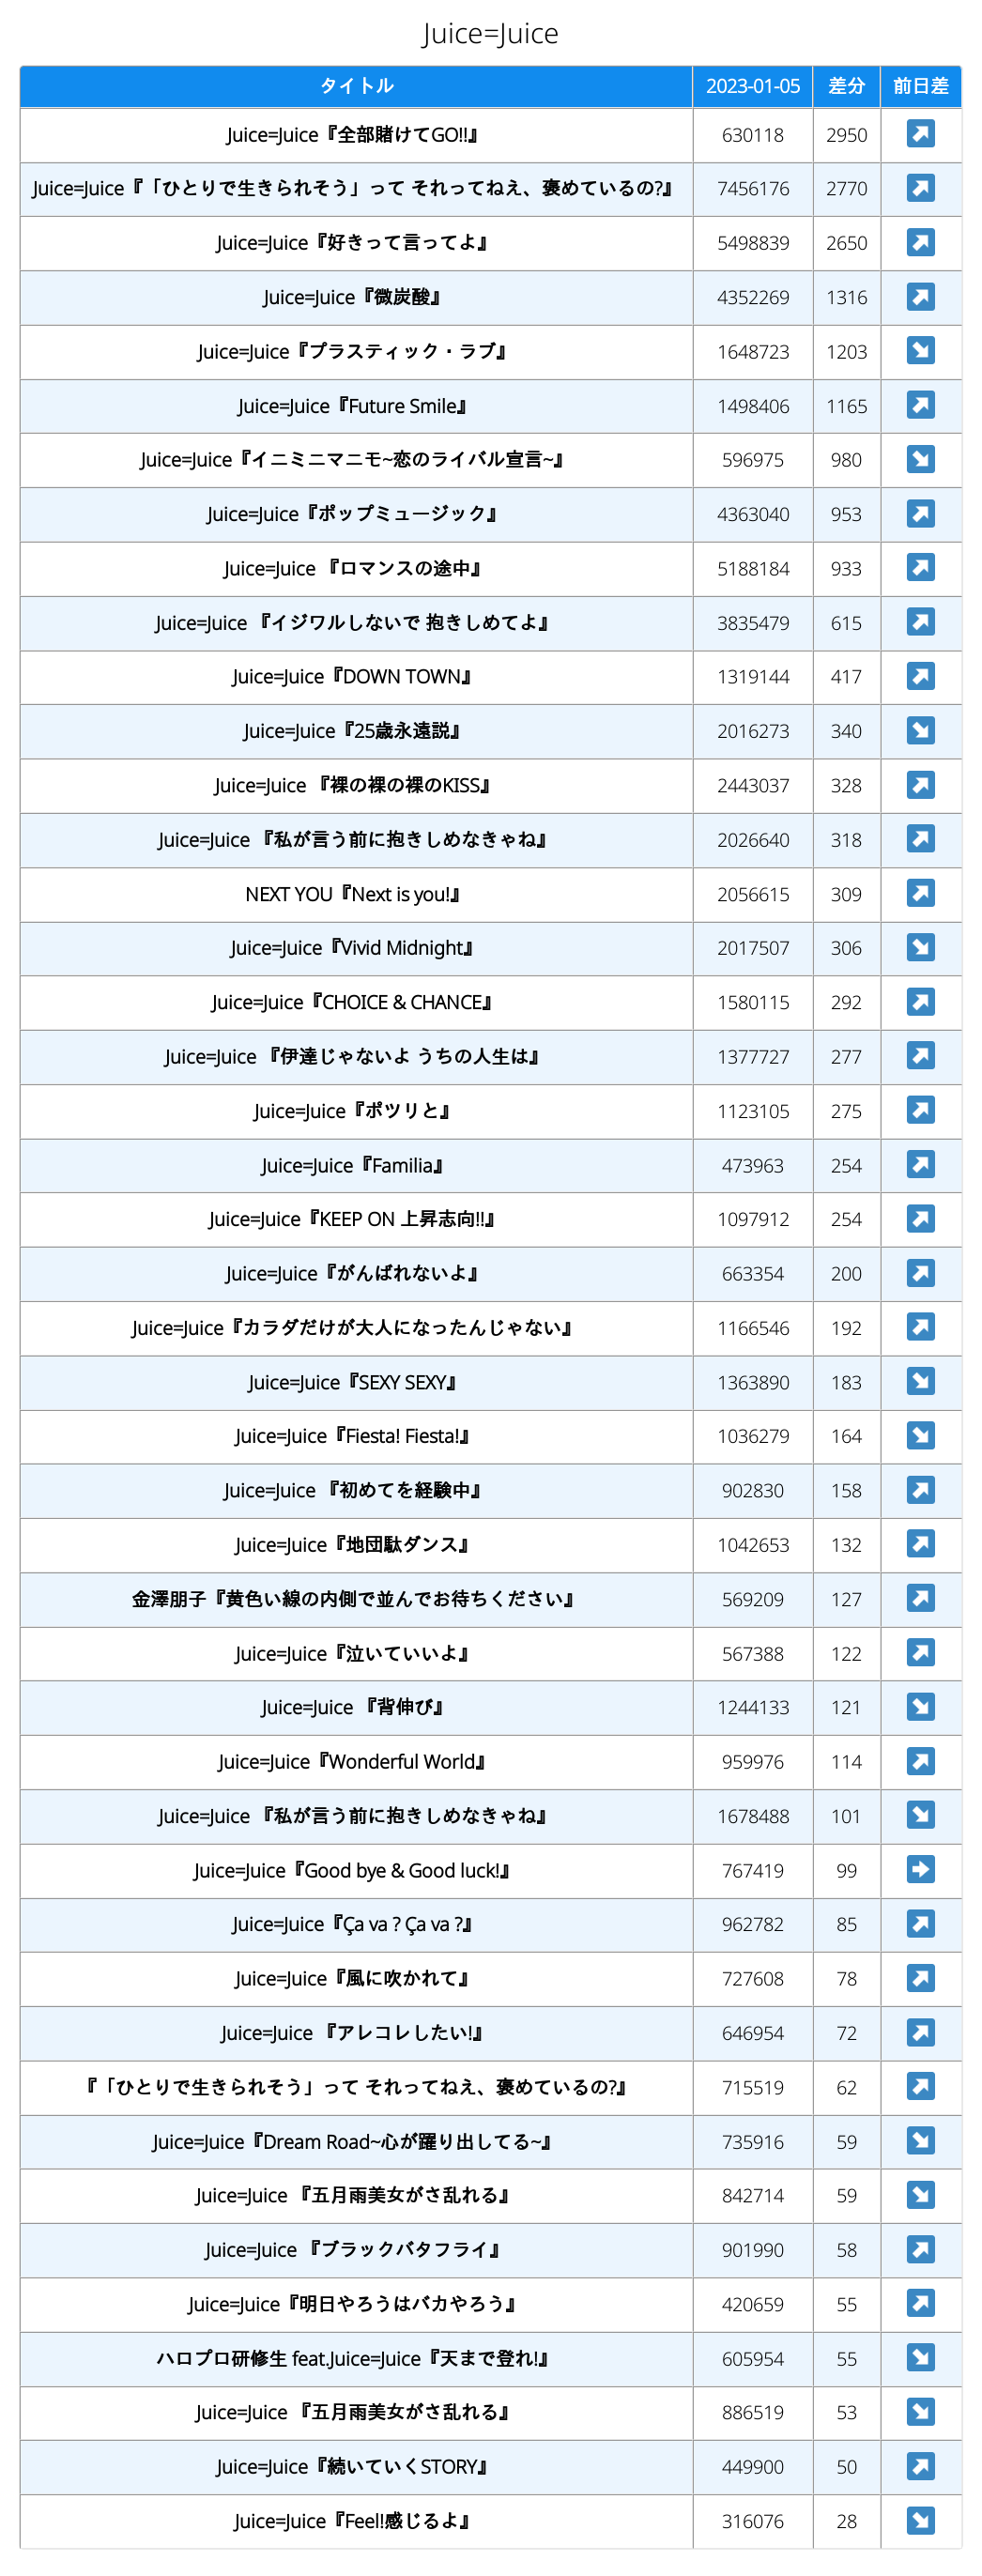 Juice=Juice
タイトル 2023-01-05 差分 前日差
Juice=Juice『全部賭けてGO!!』 630118 2950 ↗
Juice=Juice『「ひとりで生きられそう」って それってねえ、褒めているの?』 7456176 2770 ↗
Juice=Juice『好きって言ってよ』 5498839 2650 ↗
Juice=Juice『微炭酸』 4352269 1316 ↗
Juice=Juice『プラスティック・ラブ』 1648723 1203 ↘
Juice=Juice『Future Smile』 1498406 1165 ↗
Juice=Juice『イニミニマニモ~恋のライバル宣言~』 596975 980 ↘
Juice=Juice『ポップミュージック』 4363040 953 ↗
Juice=Juice 『ロマンスの途中』 5188184 933 ↗
Juice=Juice 『イジワルしないで 抱きしめてよ』 3835479 615 ↗
Juice=Juice『DOWN TOWN』 1319144 417 ↗
Juice=Juice『25歳永遠説』 2016273 340 ↘
Juice=Juice 『裸の裸の裸のKISS』 2443037 328 ↗
Juice=Juice 『私が言う前に抱きしめなきゃね』 2026640 318 ↗
NEXT YOU『Next is you!』 2056615 309 ↗
Juice=Juice『Vivid Midnight』 2017507 306 ↘
Juice=Juice『CHOICE & CHANCE』 1580115 292 ↗
Juice=Juice 『伊達じゃないよ うちの人生は』 1377727 277 ↗
Juice=Juice『ポツリと』 1123105 275 ↗
Juice=Juice『Familia』 473963 254 ↗
Juice=Juice『KEEP ON 上昇志向!!』 1097912 254 ↗
Juice=Juice『がんばれないよ』 663354 200 ↗
Juice=Juice『カラダだけが大人になったんじゃない』 1166546 192 ↗
Juice=Juice『SEXY SEXY』 1363890 183 ↘
Juice=Juice『Fiesta! Fiesta!』 1036279 164 ↘
Juice=Juice 『初めてを経験中』 902830 158 ↗
Juice=Juice『地団駄ダンス』 1042653 132 ↗
金澤朋子『黄色い線の内側で並んでお待ちください』 569209 127 ↗
Juice=Juice『泣いていいよ』 567388 122 ↗
Juice=Juice 『背伸び』 1244133 121 ↘
Juice=Juice『Wonderful World』 959976 114 ↗
Juice=Juice 『私が言う前に抱きしめなきゃね』 1678488 101 ↘
Juice=Juice『Good bye & Good luck!』 767419 99 ➡
Juice=Juice『Ça va ? Ça va ?』 962782 85 ↗
Juice=Juice『風に吹かれて』 727608 78 ↗
Juice=Juice 『アレコレしたい!』 646954 72 ↗
『「ひとりで生きられそう」って それってねえ、褒めているの?』 715519 62 ↗
Juice=Juice『Dream Road~心が躍り出してる~』 735916 59 ↘
Juice=Juice 『五月雨美女がさ乱れる』 842714 59 ↘
Juice=Juice 『ブラックバタフライ』 901990 58 ↗
Juice=Juice『明日やろうはバカやろう』 420659 55 ↗
ハロプロ研修生 feat.Juice=Juice『天まで登れ!』 605954 55 ↘
Juice=Juice 『五月雨美女がさ乱れる』 886519 53 ↘
Juice=Juice『続いていくSTORY』 449900 50 ↗
Juice=Juice『Feel!感じるよ』 316076 28 ↘